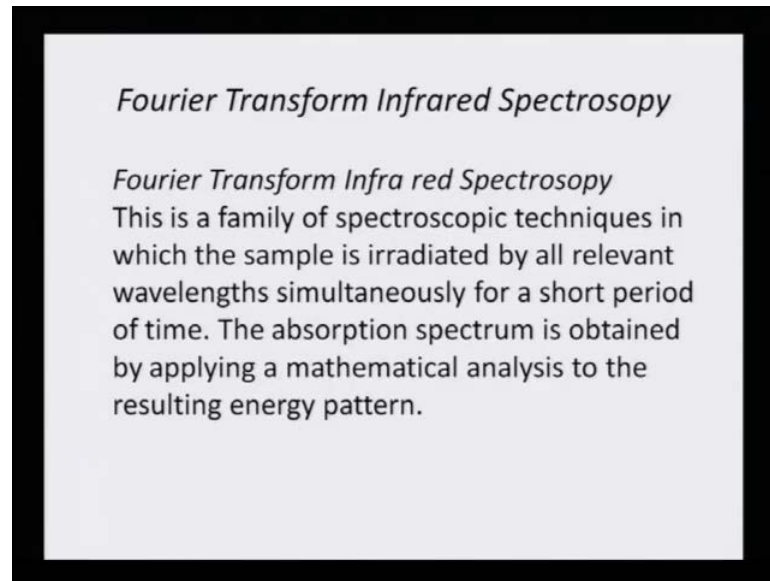 Fourier Transform Infrared Spectrosopy
Fourier Transform Infra red Spectrosopy
This is a family of spectroscopic techniques in
which the sample is irradiated by all relevant
wavelengths simultaneously for a short period
of time. The absorption spectrum is obtained
by applying a mathematical analysis to the
resulting energy pattern.